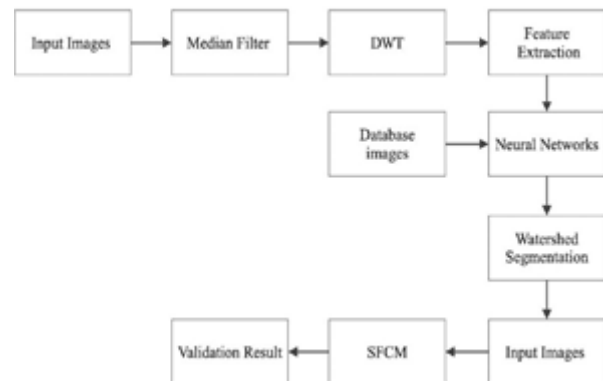 Input Images
Median Filter
DWT
Feature
Extraction
Database
images
Neural Networks
Watershed
Segmentation
Validation Result
SFCM
Input Images